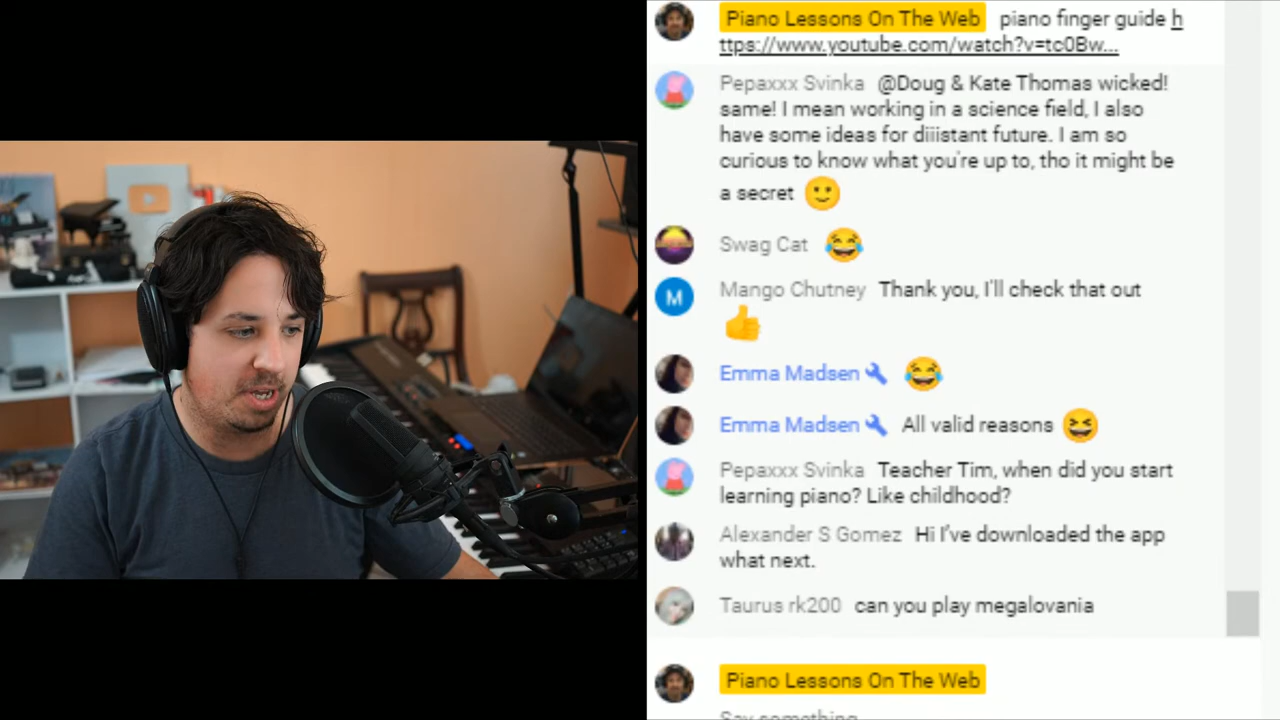 Piano Lessons On The Web piano finger guide h
ttps://www.youtube.com/watch?v=tc0Bw...
Pepaxxx Svinka @Doug & Kate Thomas wicked!
same! I mean working in a science field, I also
have some ideas for diiistant future. I am so
curious to know what you're up to, tho it might be
a secret 🙂
Swag Cat 😂
M
Mango Chutney Thank you, I'll check that out
👍
Emma Madsen 😂
Emma Madsen All valid reasons 😆
Pepaxxx Svinka Teacher Tim, when did you start
learning piano? Like childhood?
Alexander S Gomez Hi I've downloaded the app
what next.
Taurus rk200 can you play megalovania
Piano Lessons On The Web
Say something...